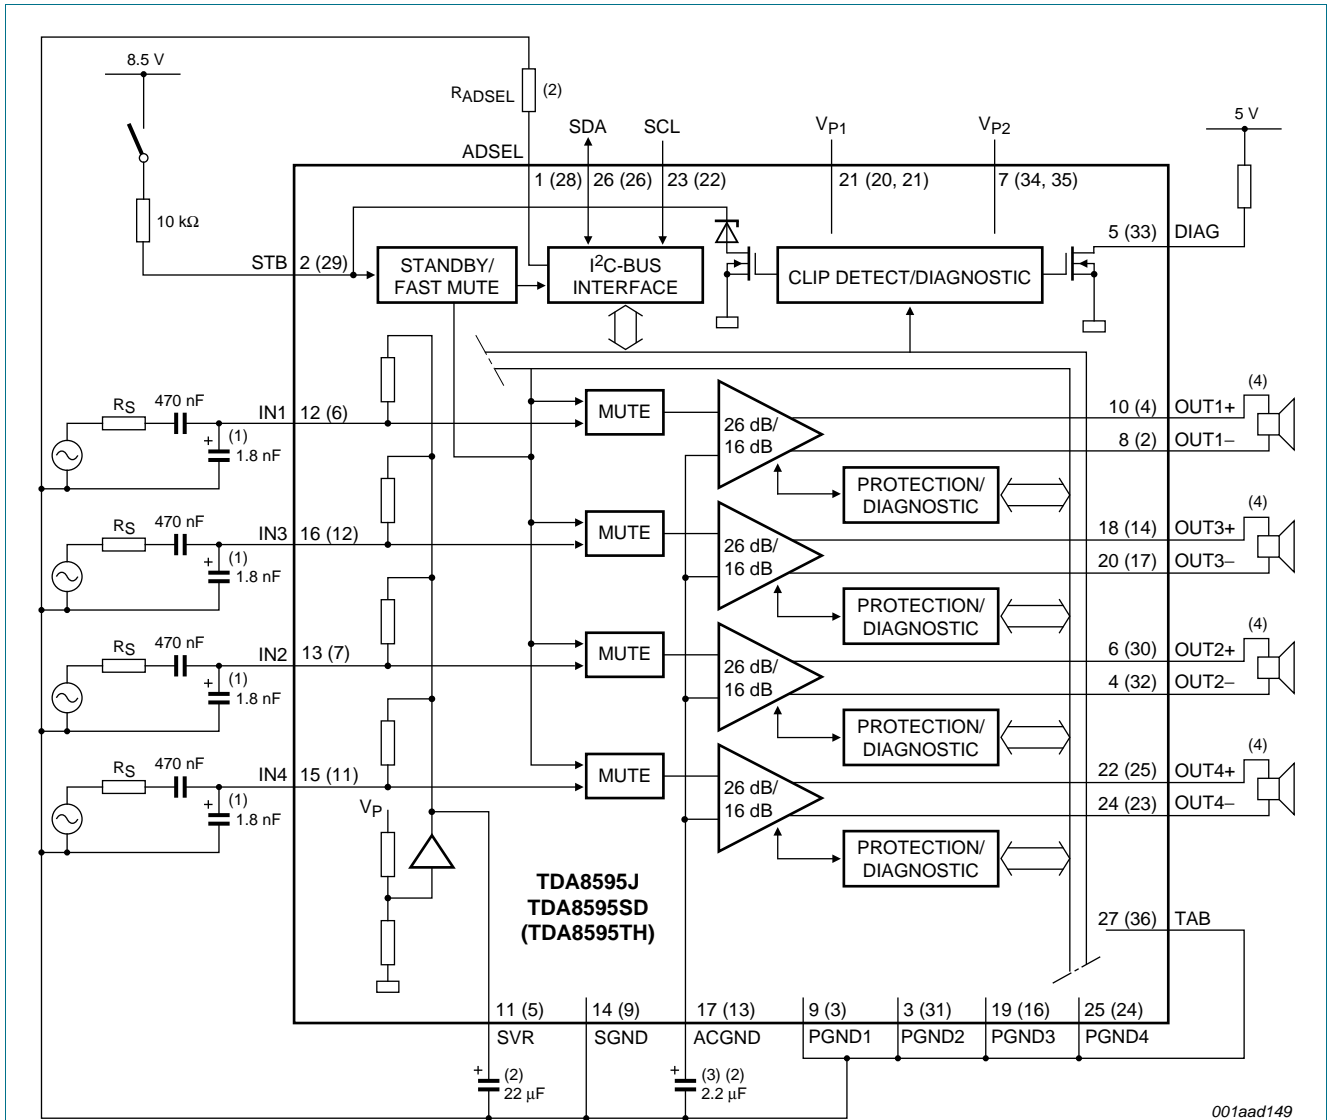 8.5 V
RADSEL
(2)
5 V
SDA
SCL
VP1
VP2
ADSEL
1 (28)
26 (26)
23 (22)
21 (20, 21)
7 (34, 35)
10 kΩ
5 (33)
DIAG
STB
2 (29)
STANDBY/
FAST MUTE
I2C-BUS
INTERFACE
CLIP DETECT/DIAGNOSTIC
RS
470 nF
IN1
12 (6)
+
(1)
1.8 nF
MUTE
26 dB/
16 dB
10 (4)
OUT1+
(4)
8 (2)
OUT1−
PROTECTION/
DIAGNOSTIC
RS
470 nF
IN3
16 (12)
+
(1)
1.8 nF
MUTE
26 dB/
16 dB
18 (14)
OUT3+
(4)
20 (17)
OUT3−
PROTECTION/
DIAGNOSTIC
RS
470 nF
IN2
13 (7)
+
(1)
1.8 nF
MUTE
26 dB/
16 dB
6 (30)
OUT2+
(4)
4 (32)
OUT2−
PROTECTION/
DIAGNOSTIC
RS
470 nF
IN4
15 (11)
+
(1)
1.8 nF
MUTE
26 dB/
16 dB
22 (25)
OUT4+
(4)
24 (23)
OUT4−
PROTECTION/
DIAGNOSTIC
VP
TDA8595J
TDA8595SD
(TDA8595TH)
27 (36)
TAB
11 (5)
14 (9)
17 (13)
9 (3)
3 (31)
19 (16)
25 (24)
SVR
SGND
ACGND
PGND1
PGND2
PGND3
PGND4
+
(2)
22 μF
+
(3) (2)
2.2 μF
001aad149